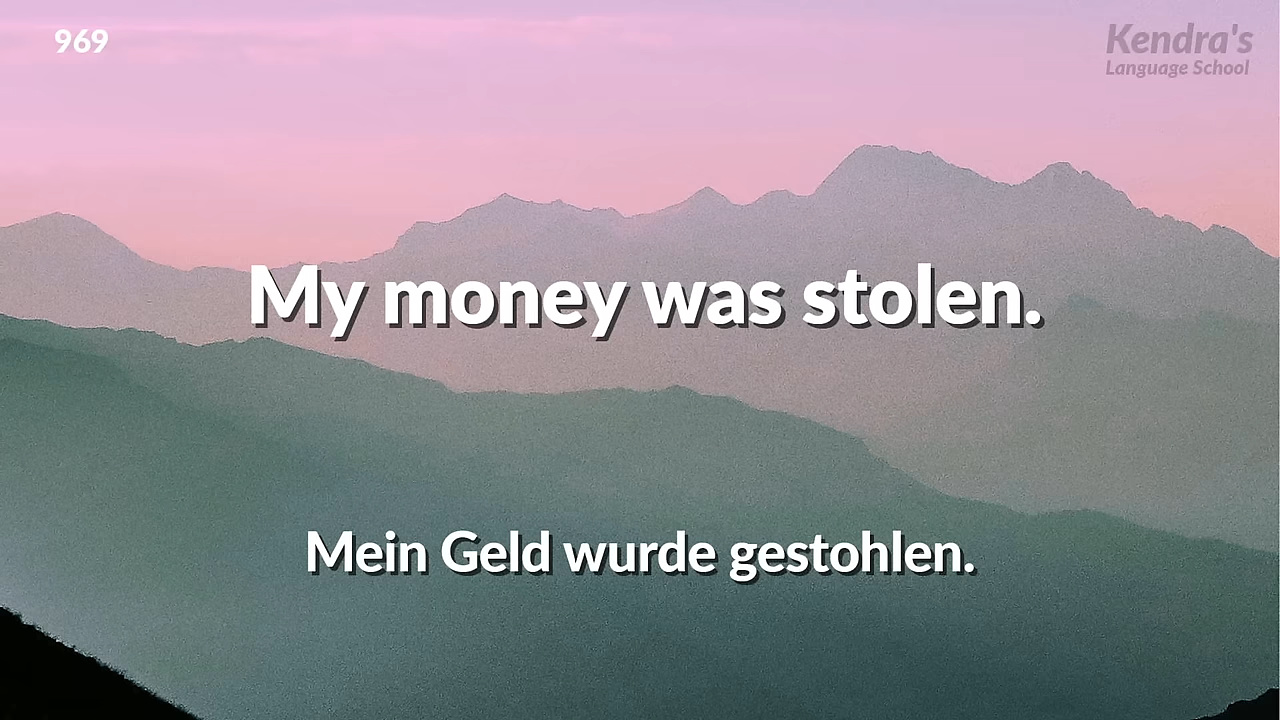 969
Kendra's
Language School
My money was stolen.
Mein Geld wurde gestohlen.